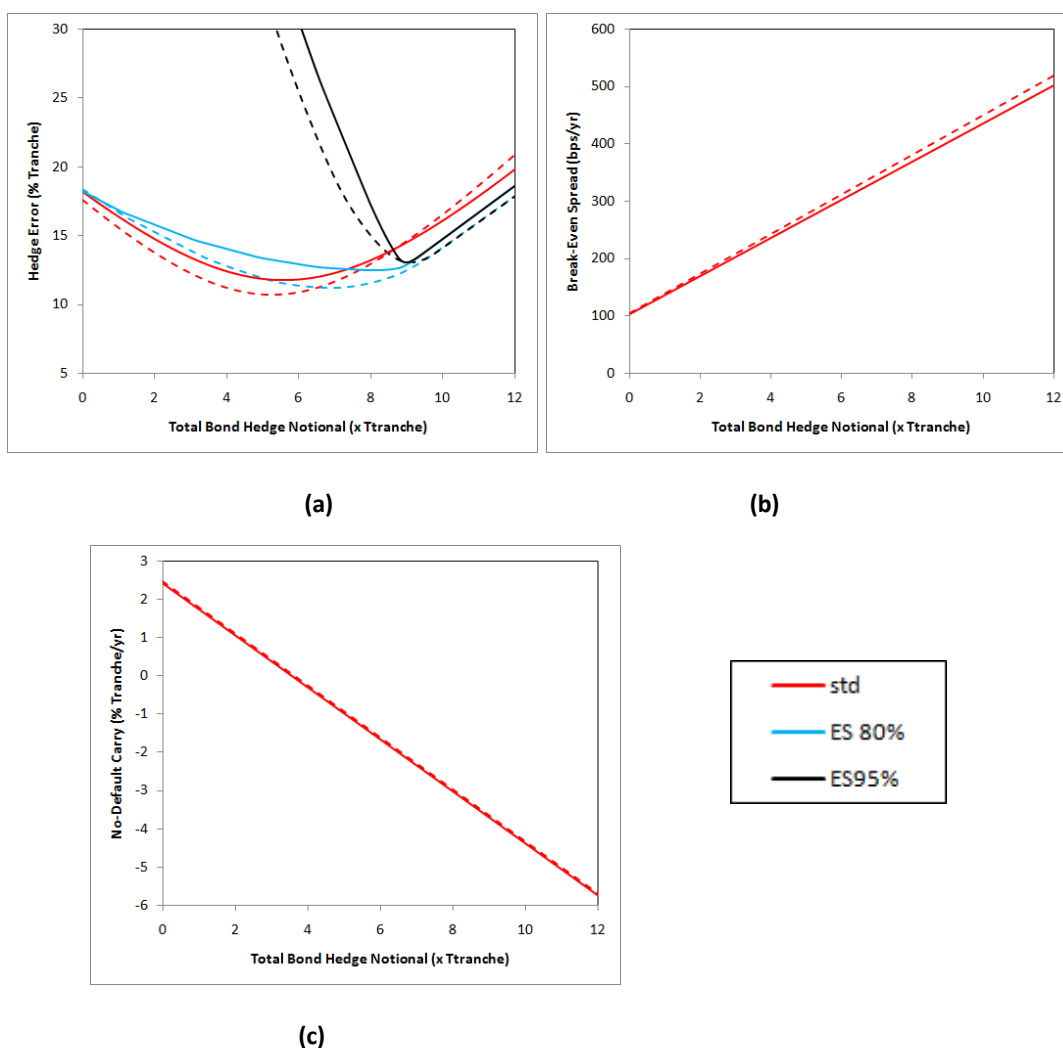 Hedge Error (% Tranche)
30
25
20
15
10
5
0 2 4 6 8 10 12
Total Bond Hedge Notional (x Ttranche)
(a)
Break-Even Spread (bps/yr)
600
500
400
300
200
100
0
0 2 4 6 8 10 12
Total Bond Hedge Notional (x Ttranche)
(b)
No-Default Carry (% Tranche/yr)
3
2
1
0
-1
-2
-3
-4
-5
-6
0 2 4 6 8 10 12
Total Bond Hedge Notional (x Ttranche)
(c)
std
ES 80%
ES95%